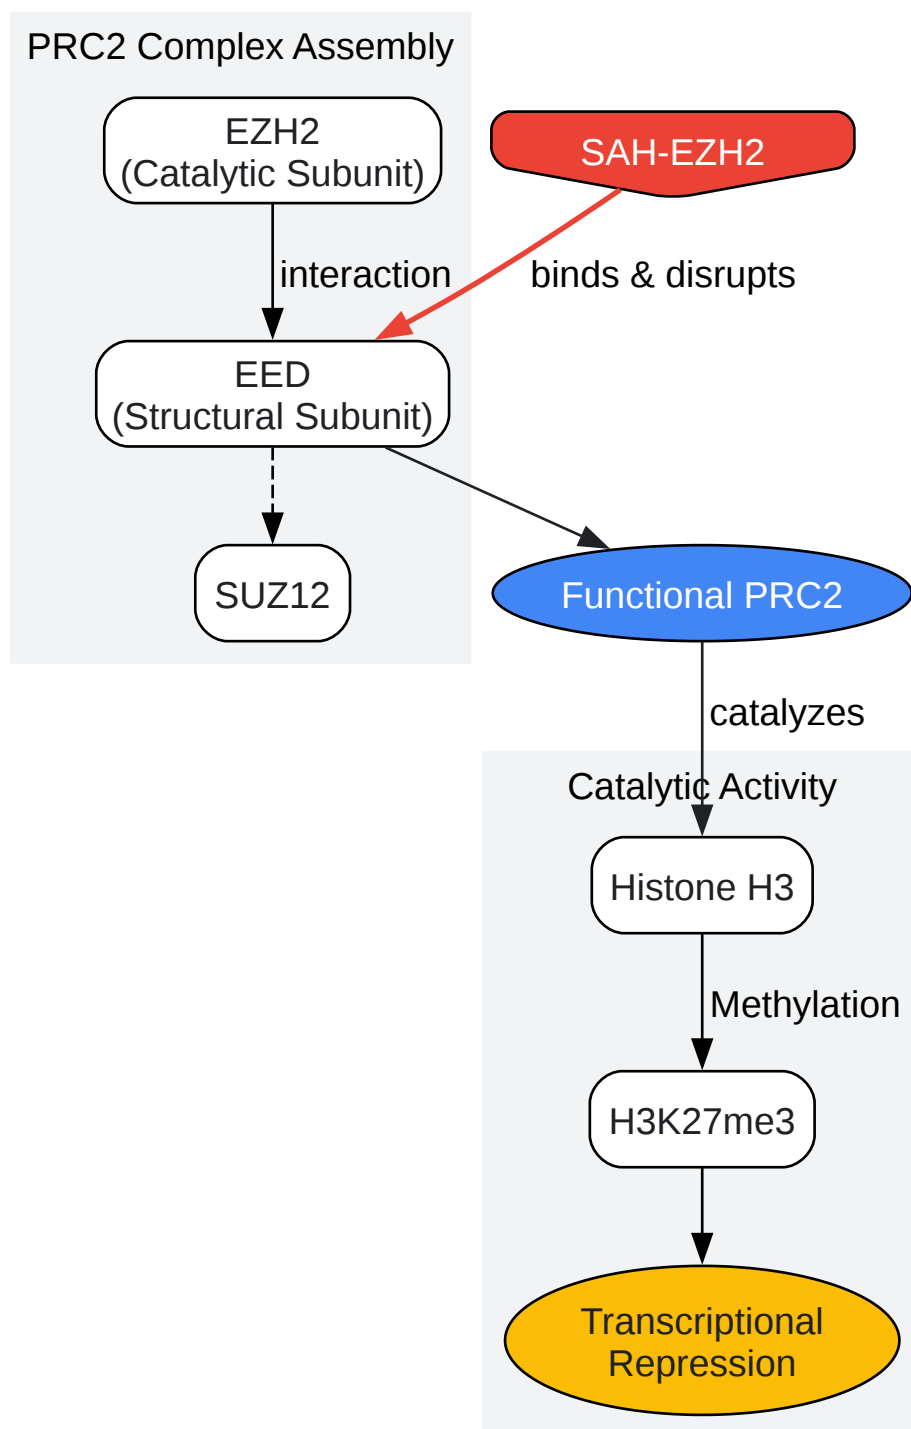 PRC2 Complex Assembly
EZH2
(Catalytic Subunit)
SAH-EZH2
interaction
binds & disrupts
EED
(Structural Subunit)
SUZ12
Functional PRC2
catalyzes
Catalytic Activity
Histone H3
Methylation
H3K27me3
Transcriptional
Repression